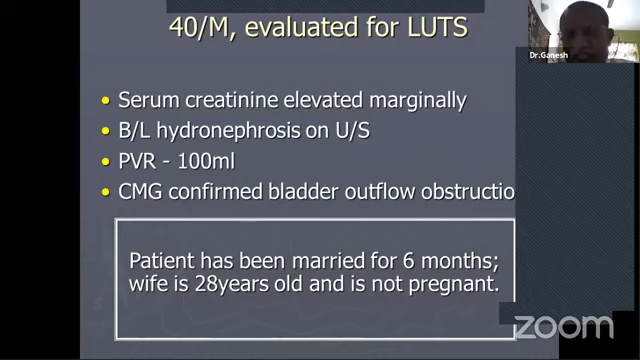 40/M, evaluated for LUTS
Dr.Ganesh
• Serum creatinine elevated marginally
• B/L hydronephrosis on U/S
• PVR - 100ml
• CMG confirmed bladder outflow obstructio
Patient has been married for 6 months;
wife is 28years old and is not pregnant.
zoom